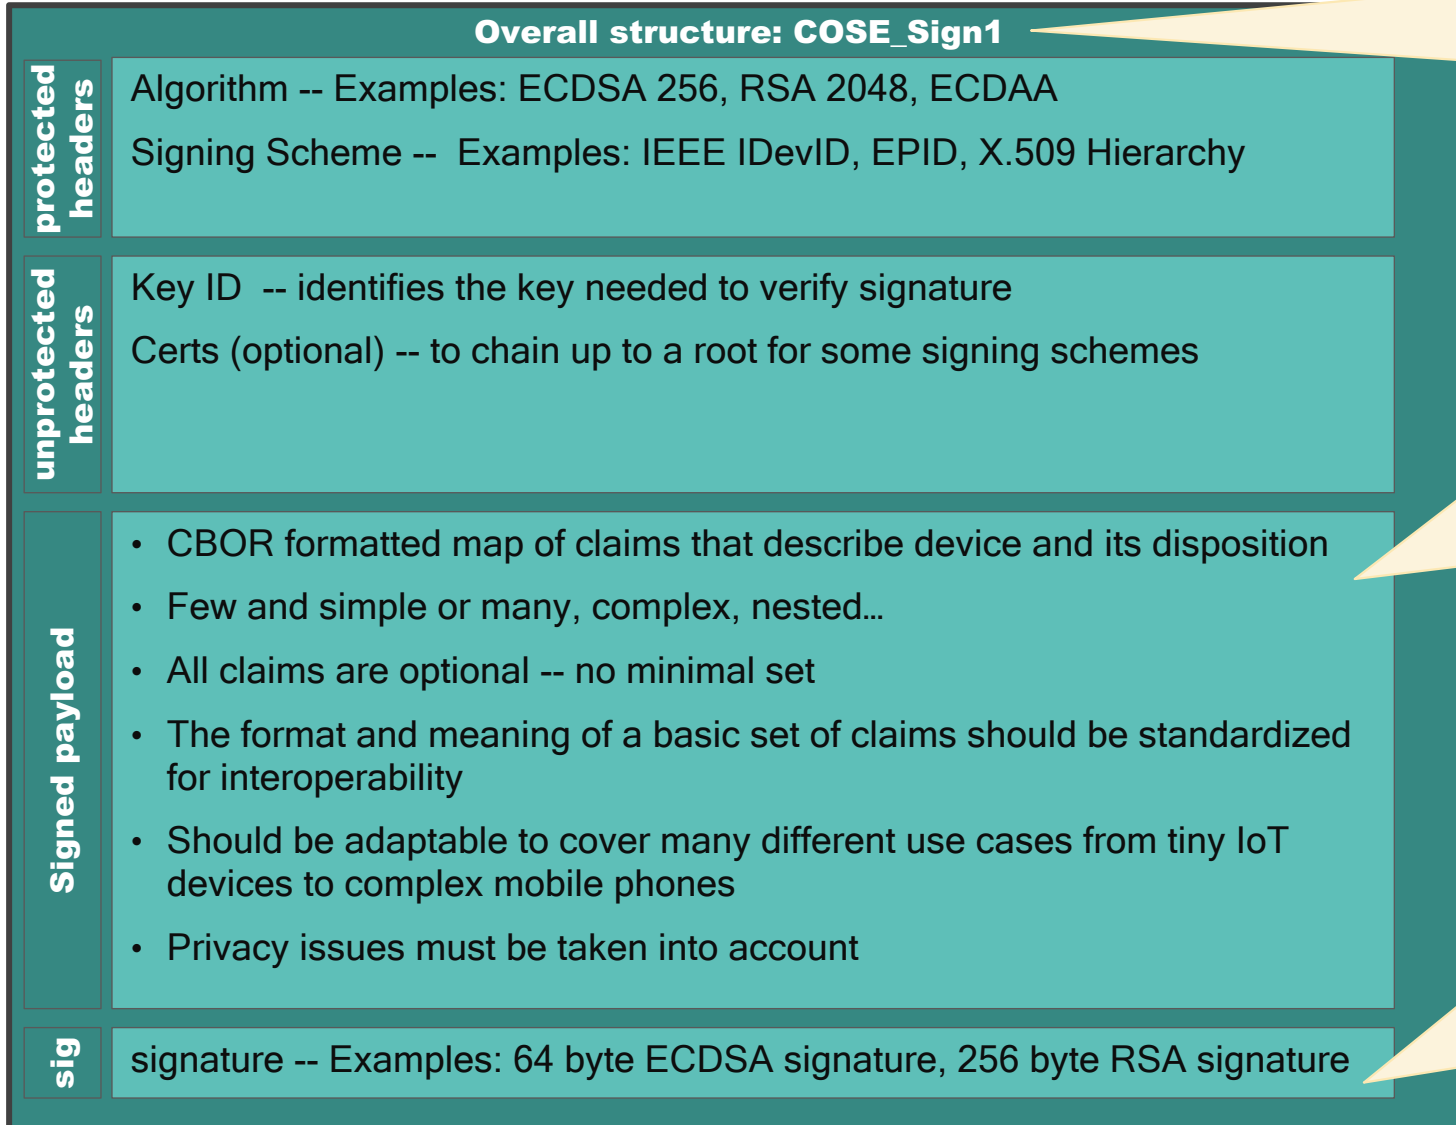 Overall structure: COSE_Sign1
protected
headers
Algorithm -- Examples: ECDSA 256, RSA 2048, ECDAA
Signing Scheme -- Examples: IEEE IDevID, EPID, X.509 Hierarchy
unprotected
headers
Key ID -- identifies the key needed to verify signature
Certs (optional) -- to chain up to a root for some signing schemes
Signed payload
• CBOR formatted map of claims that describe device and its disposition
• Few and simple or many, complex, nested…
• All claims are optional -- no minimal set
• The format and meaning of a basic set of claims should be standardized
for interoperability
• Should be adaptable to cover many different use cases from tiny IoT
devices to complex mobile phones
• Privacy issues must be taken into account
sig
signature -- Examples: 64 byte ECDSA signature, 256 byte RSA signature